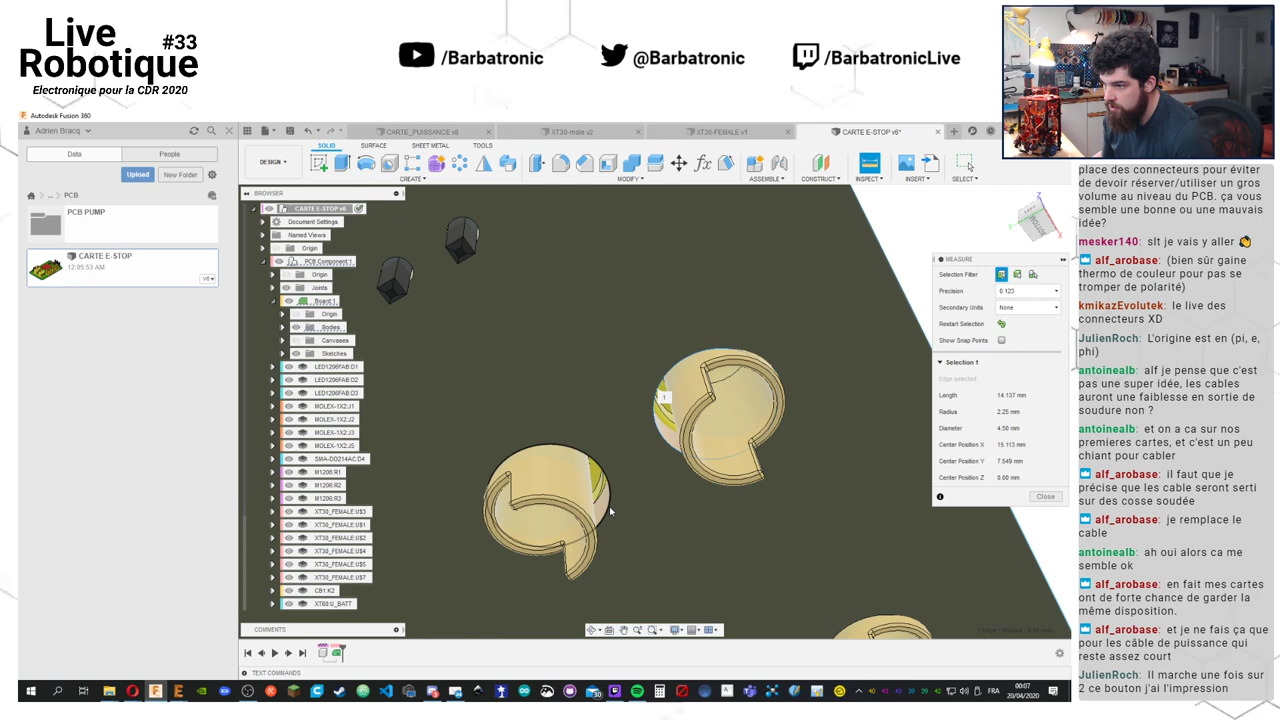 Live
Robotique #33
Electronique pour la CDR 2020
/Barbatronic
@Barbatronic
/BarbatronicLive
Autodesk Fusion 360
Adrien Bracq
Data
People
Upload
New Folder
... > PCB
PCB PUMP
CARTE E-STOP
12:05:53 AM
V6
CARTE_PUISSANCE v8
XT30-male v2
XT30-FEMALE v1
CARTE E-STOP v6*
DESIGN
SOLID
SURFACE
SHEET METAL
TOOLS
CREATE
MODIFY
ASSEMBLE
CONSTRUCT
INSPECT
INSERT
SELECT
BROWSER
CARTE E-STOP v6
Document Settings
Named Views
Origin
PCB Component 1
Origin
Joints
Board 1
Origin
Bodies
Canvases
Sketches
LED1206FAB:D1
LED1206FAB:D2
LED1206FAB:D3
MOLEX-1X2:J1
MOLEX-1X2:J2
MOLEX-1X2:J3
MOLEX-1X2:J5
SMA-DO214AC:D4
M1206:R1
M1206:R2
M1206:R3
XT30_FEMALE:U$3
XT30_FEMALE:U$1
XT30_FEMALE:U$2
XT30_FEMALE:U$4
XT30_FEMALE:U$5
XT30_FEMALE:U$7
CB1:K2
XT60:U_BATT
1
BOTTOM
Z
Y
X
MEASURE
Selection Filter
Precision 0.123
Secondary Units None
Restart Selection
Show Snap Points
Selection 1
Edge selected
Length 14.137 mm
Radius 2.25 mm
Diameter 4.50 mm
Center Position X 15.113 mm
Center Position Y 7.549 mm
Center Position Z 0.00 mm
Close
1 Edge | Radius : 2.25 mm
COMMENTS
TEXT COMMANDS
place des connecteurs pour éviter
de devoir réserver/utiliser un gros
volume au niveau du PCB. ça vous
semble une bonne ou une mauvais
idée?
mesker140: slt je vais y aller 👏
alf_arobase: (bien sûr gaine
thermo de couleur pour pas se
tromper de polarité)
kmikazEvolutek: le live des
connecteurs XD
JulienRoch: L'origine est en (pi, e,
phi)
antoinealb: alf je pense que c'est
pas une super idée, les cables
auront une faiblesse en sortie de
soudure non ?
antoinealb: et on a ca sur nos
premieres cartes, et c'est un peu
chiant pour cabler
alf_arobase: il faut que je
précise que les cable seront serti
sur des cosse soudée
alf_arobase: je remplace le
cable
antoinealb: ah oui alors ca me
semble ok
alf_arobase: en fait mes cartes
ont de forte chance de garder la
même disposition.
alf_arobase: et je ne fais ça que
pour les câble de puissance qui
reste assez court
JulienRoch: Il marche une fois sur
2 ce bouton j'ai l'impression
FRA
00:07
20/04/2020